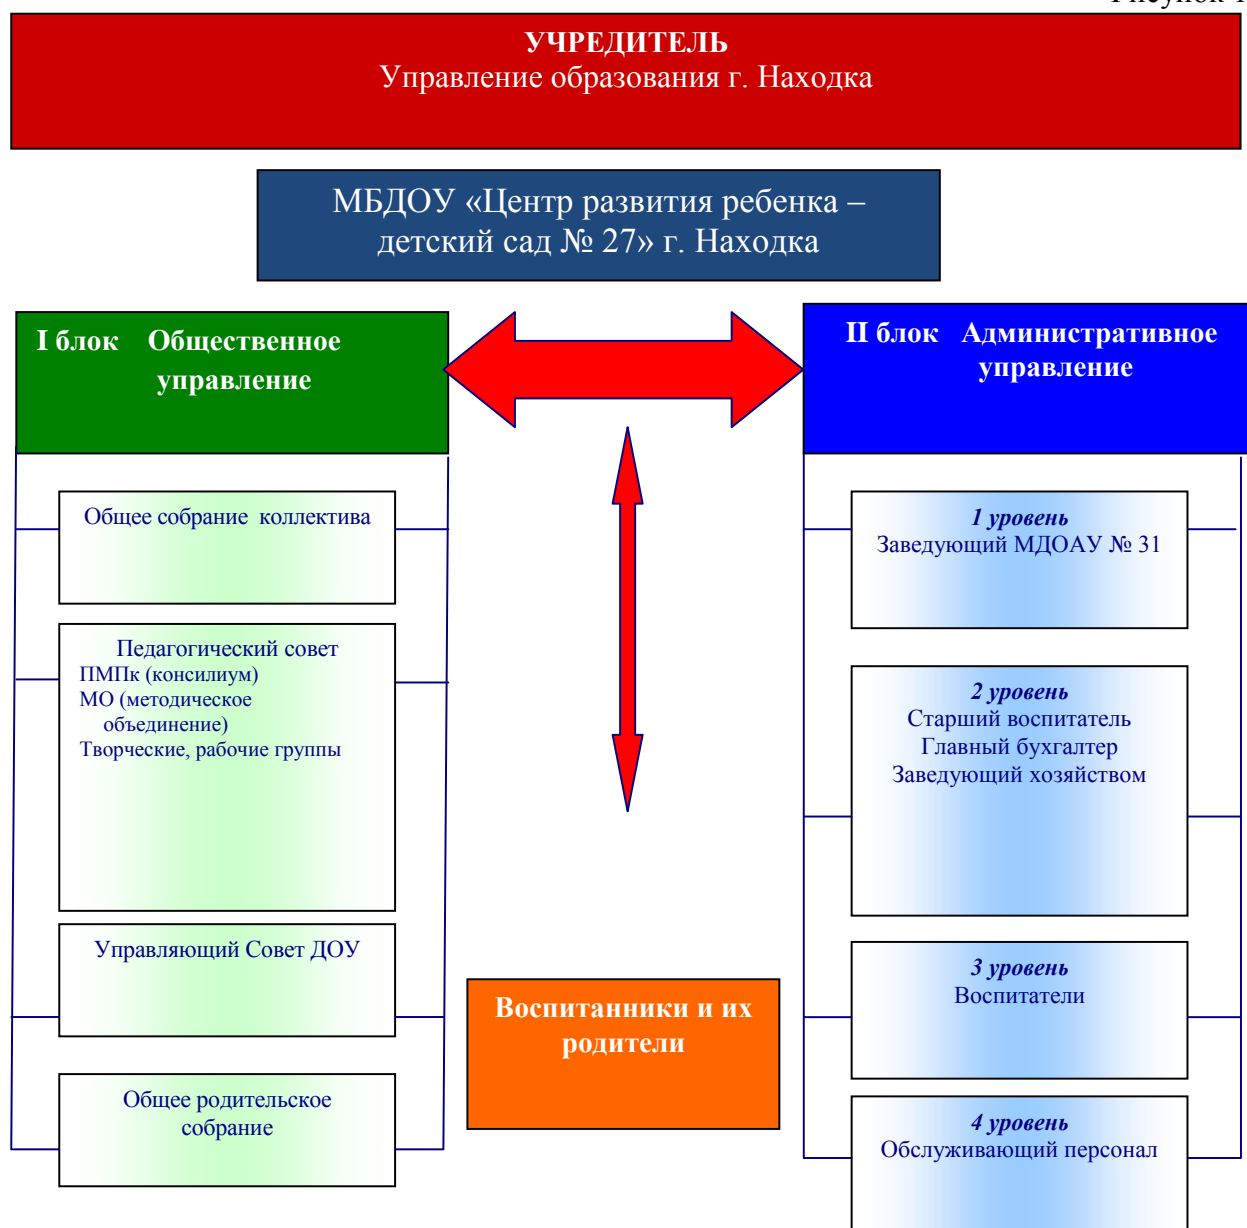 Рисунок 1
УЧРЕДИТЕЛЬ
Управление образования г. Находка
МБДОУ «Центр развития ребенка –
детский сад № 27» г. Находка
I блок Общественное
управление
II блок Административное
управление
Общее собрание коллектива
Педагогический совет
ПМПк (консилиум)
МО (методическое
объединение)
Творческие, рабочие группы
Управляющий Совет ДОУ
Общее родительское
собрание
Воспитанники и их
родители
1 уровень
Заведующий МДОАУ № 31
2 уровень
Старший воспитатель
Главный бухгалтер
Заведующий хозяйством
3 уровень
Воспитатели
4 уровень
Обслуживающий персонал